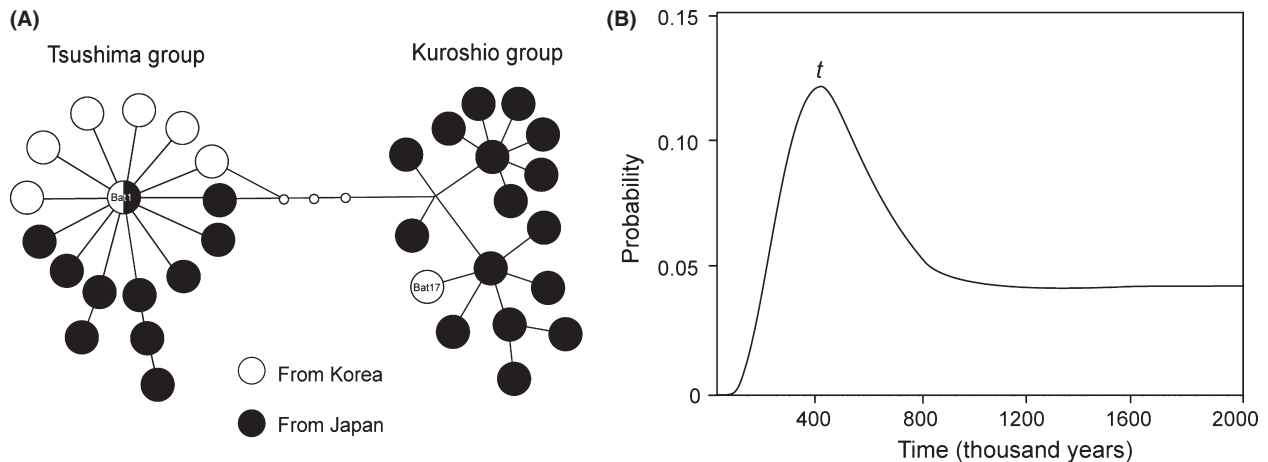 (A)
Tsushima group
Kuroshio group
Bat1
Bat17
From Korea
From Japan
(B)
0.15
0.10
0.05
0
Probability
t
400
800
1200
1600
2000
Time (thousand years)